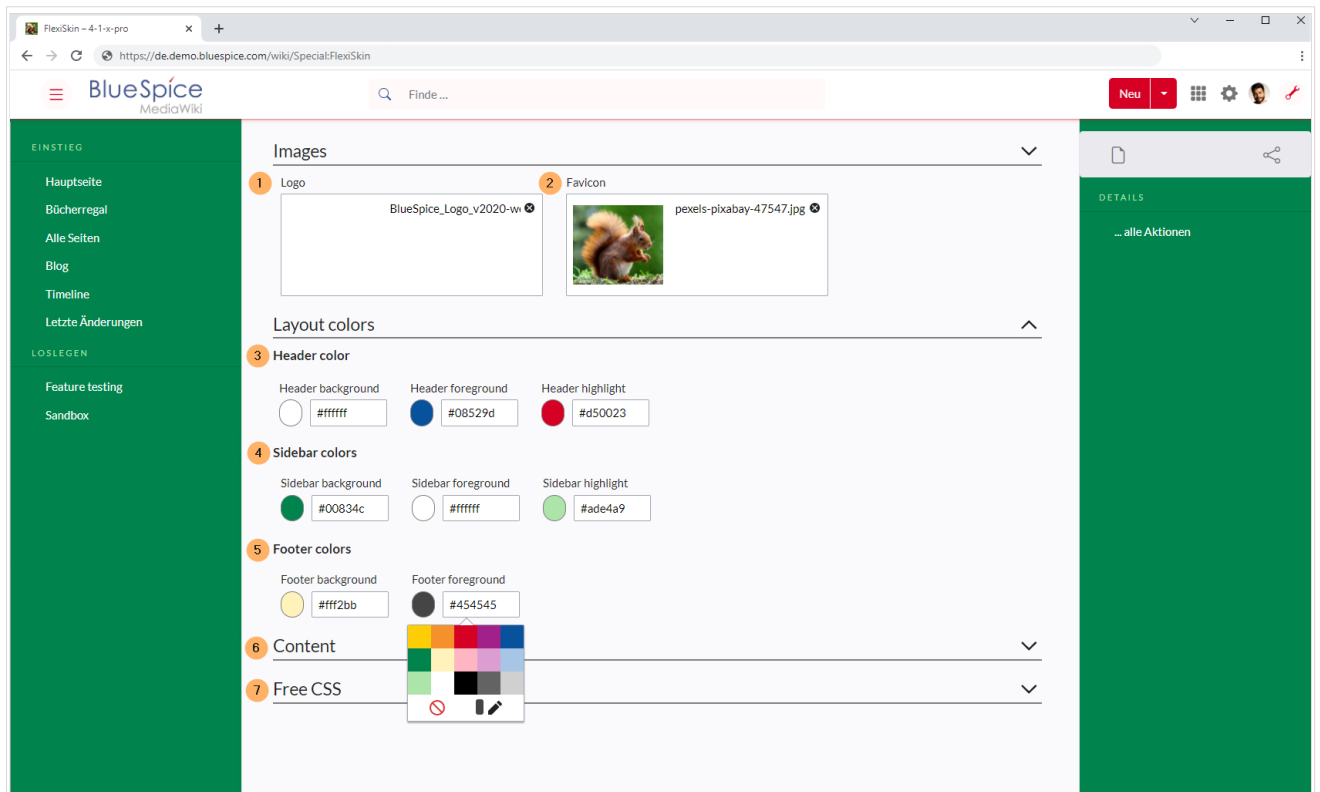 FlexiSkin – 4-1-x-pro
https://de.demo.bluespice.com/wiki/Special:FlexiSkin
BlueSpice
MediaWiki
Finde ...
Neu
EINSTIEG
Hauptseite
Bücherregal
Alle Seiten
Blog
Timeline
Letzte Änderungen
LOSLEGEN
Feature testing
Sandbox
Images
1 Logo
2 Favicon
BlueSpice_Logo_v2020-w
pexels-pixabay-47547.jpg
Layout colors
3 Header color
Header background Header foreground Header highlight
#ffffff #08529d #d50023
4 Sidebar colors
Sidebar background Sidebar foreground Sidebar highlight
#00834c #ffffff #ade4a9
5 Footer colors
Footer background Footer foreground
#fff2bb #454545
6 Content
7 Free CSS
DETAILS
... alle Aktionen